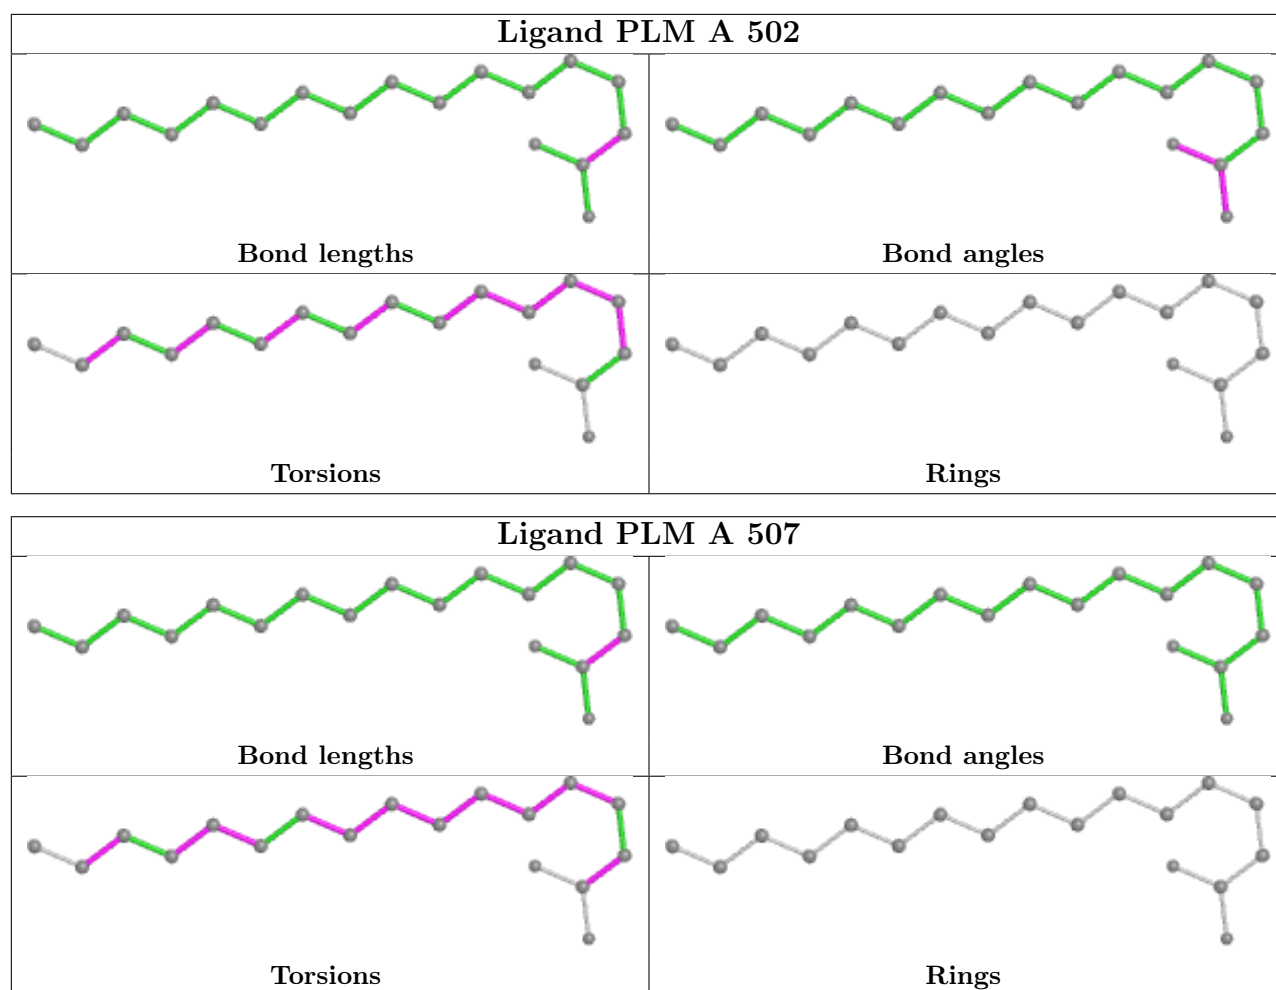 Ligand PLM A 502
Bond lengths
Bond angles
Torsions
Rings
Ligand PLM A 507
Bond lengths
Bond angles
Torsions
Rings